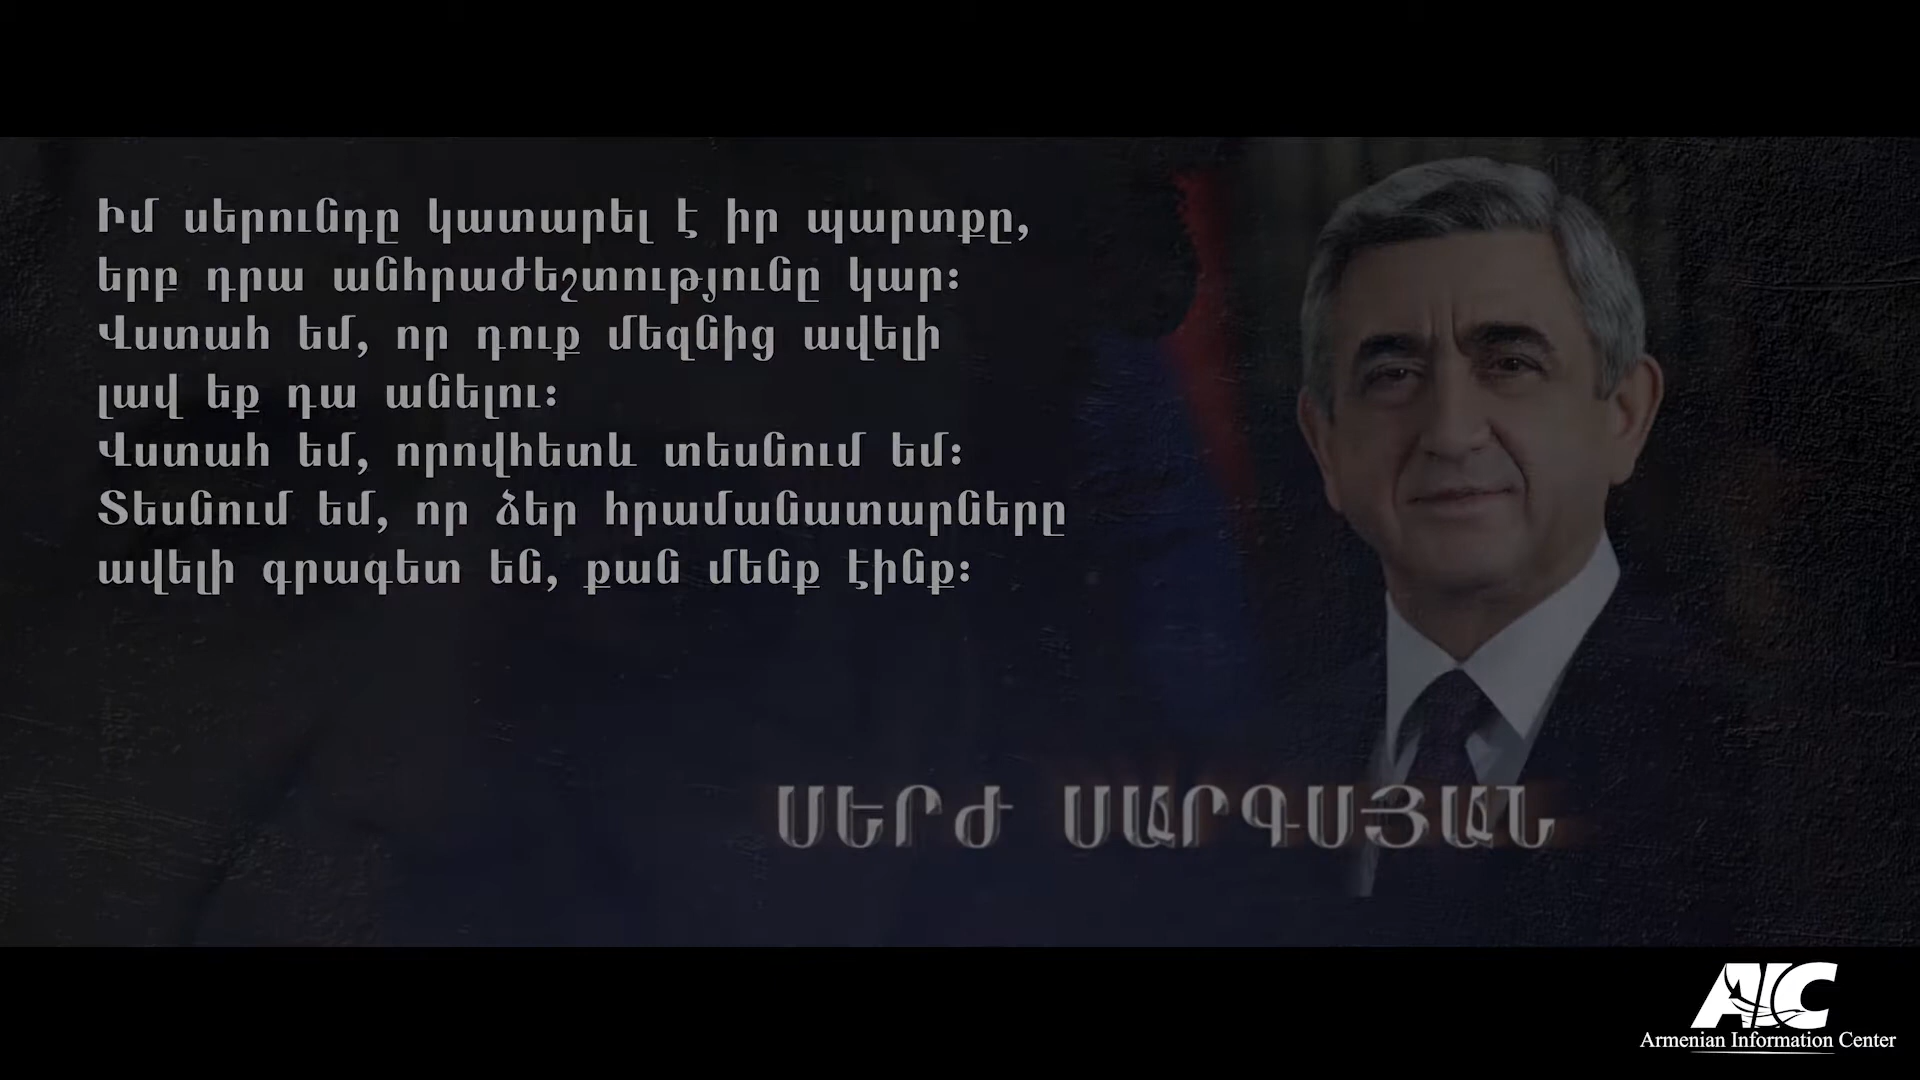 Իմ սերունդը կատարել է իր պարտքը,
երբ դրա անհրաժեշտությունը կար:
Վստահ եմ, որ դուք մեզնից ավելի
լավ եք դա անելու:
Վստահ եմ, որովհետև տեսնում եմ:
Տեսնում եմ, որ ձեր հրամանատարները
ավելի գրագետ են, քան մենք էինք:
ՍԵՐԺ ՍԱՐԳՍՅԱՆ
AIC
Armenian Information Center